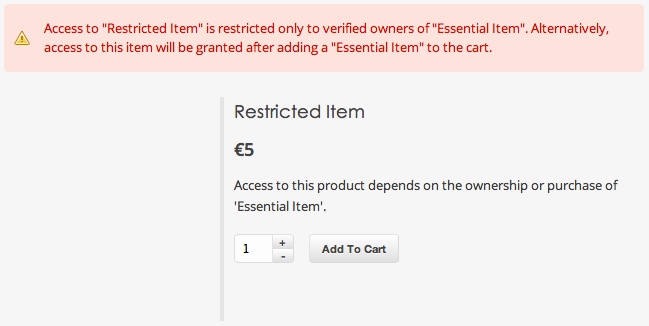 Access to "Restricted Item" is restricted only to verified owners of "Essential Item". Alternatively,
access to this item will be granted after adding a "Essential Item" to the cart.
Restricted Item
€5
Access to this product depends on the ownership or purchase of
'Essential Item'.
1 + - Add To Cart